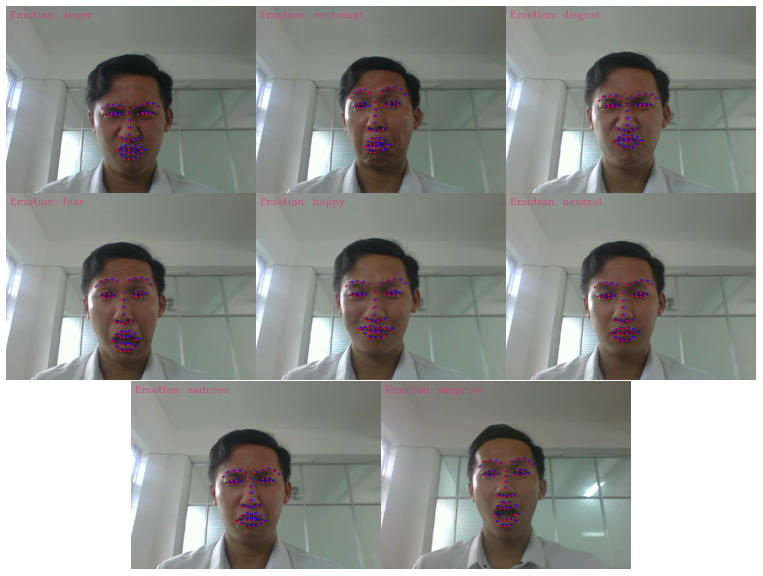 Emotion: anger
Emotion: contempt
Emotion: disgust
Emotion: fear
Emotion: happy
Emotion: neutral
Emotion: sadness
Emotion: surprise